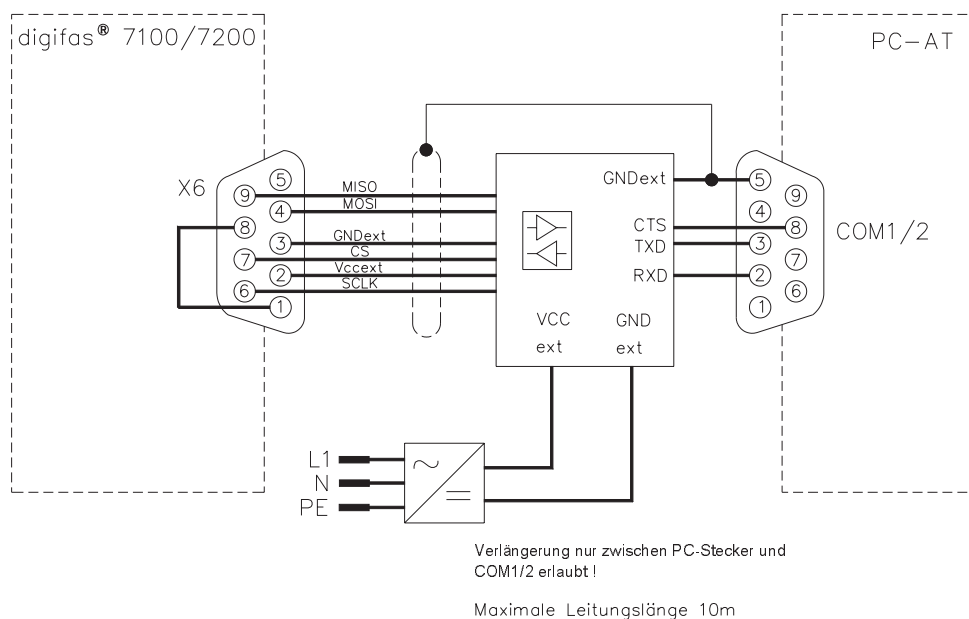 digifas® 7100/7200
PC-AT
X6
5
9
4
8
3
7
2
6
1
MISO
MOSI
GNDext
CS
Vccext
SCLK
GNDext
CTS
TXD
RXD
VCC
ext
GND
ext
5
9
4
8
3
7
2
6
1
COM1/2
L1
N
PE
Verlängerung nur zwischen PC-Stecker und
COM1/2 erlaubt !
Maximale Leitungslänge 10m